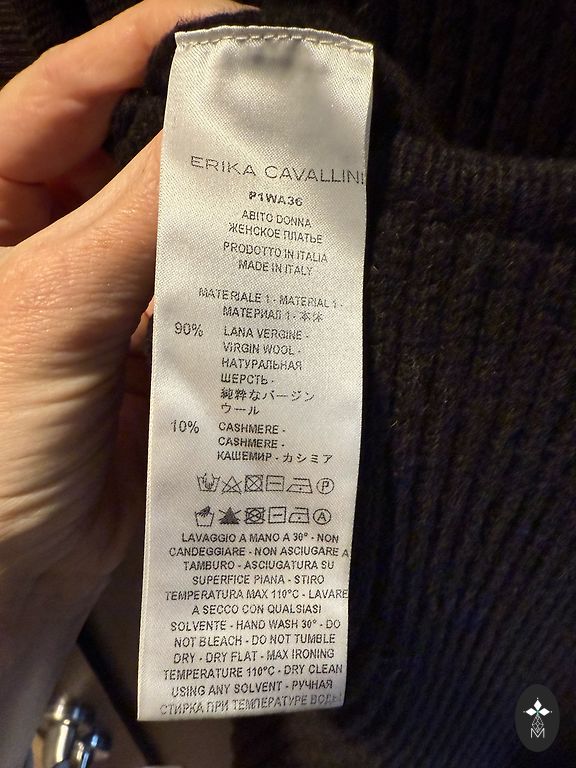 ERIKA CAVALLINI
P1WA36
ABITO DONNA
ЖЕНСКОЕ ПЛАТЬЕ
PRODOTTO IN ITALIA
MADE IN ITALY
MATERIALE 1 - MATERIAL 1 -
МАТЕРИАЛ 1 - 本体
90% LANA VERGINE -
VIRGIN WOOL -
НАТУРАЛЬНАЯ
ШЕРСТЬ -
純粋なバージン
ウール
10% CASHMERE -
CASHMERE -
КАШЕМИР - カシミア
P
A
LAVAGGIO A MANO A 30° - NON
CANDEGGIARE - NON ASCIUGARE A
TAMBURO - ASCIUGATURA SU
SUPERFICE PIANA - STIRO
TEMPERATURA MAX 110°C - LAVARE
A SECCO CON QUALSIASI
SOLVENTE - HAND WASH 30° - DO
NOT BLEACH - DO NOT TUMBLE
DRY - DRY FLAT - MAX IRONING
TEMPERATURE 110°C - DRY CLEAN
USING ANY SOLVENT - РУЧНАЯ
СТИРКА ПРИ ТЕМПЕРАТУРЕ ВОДЫ
M